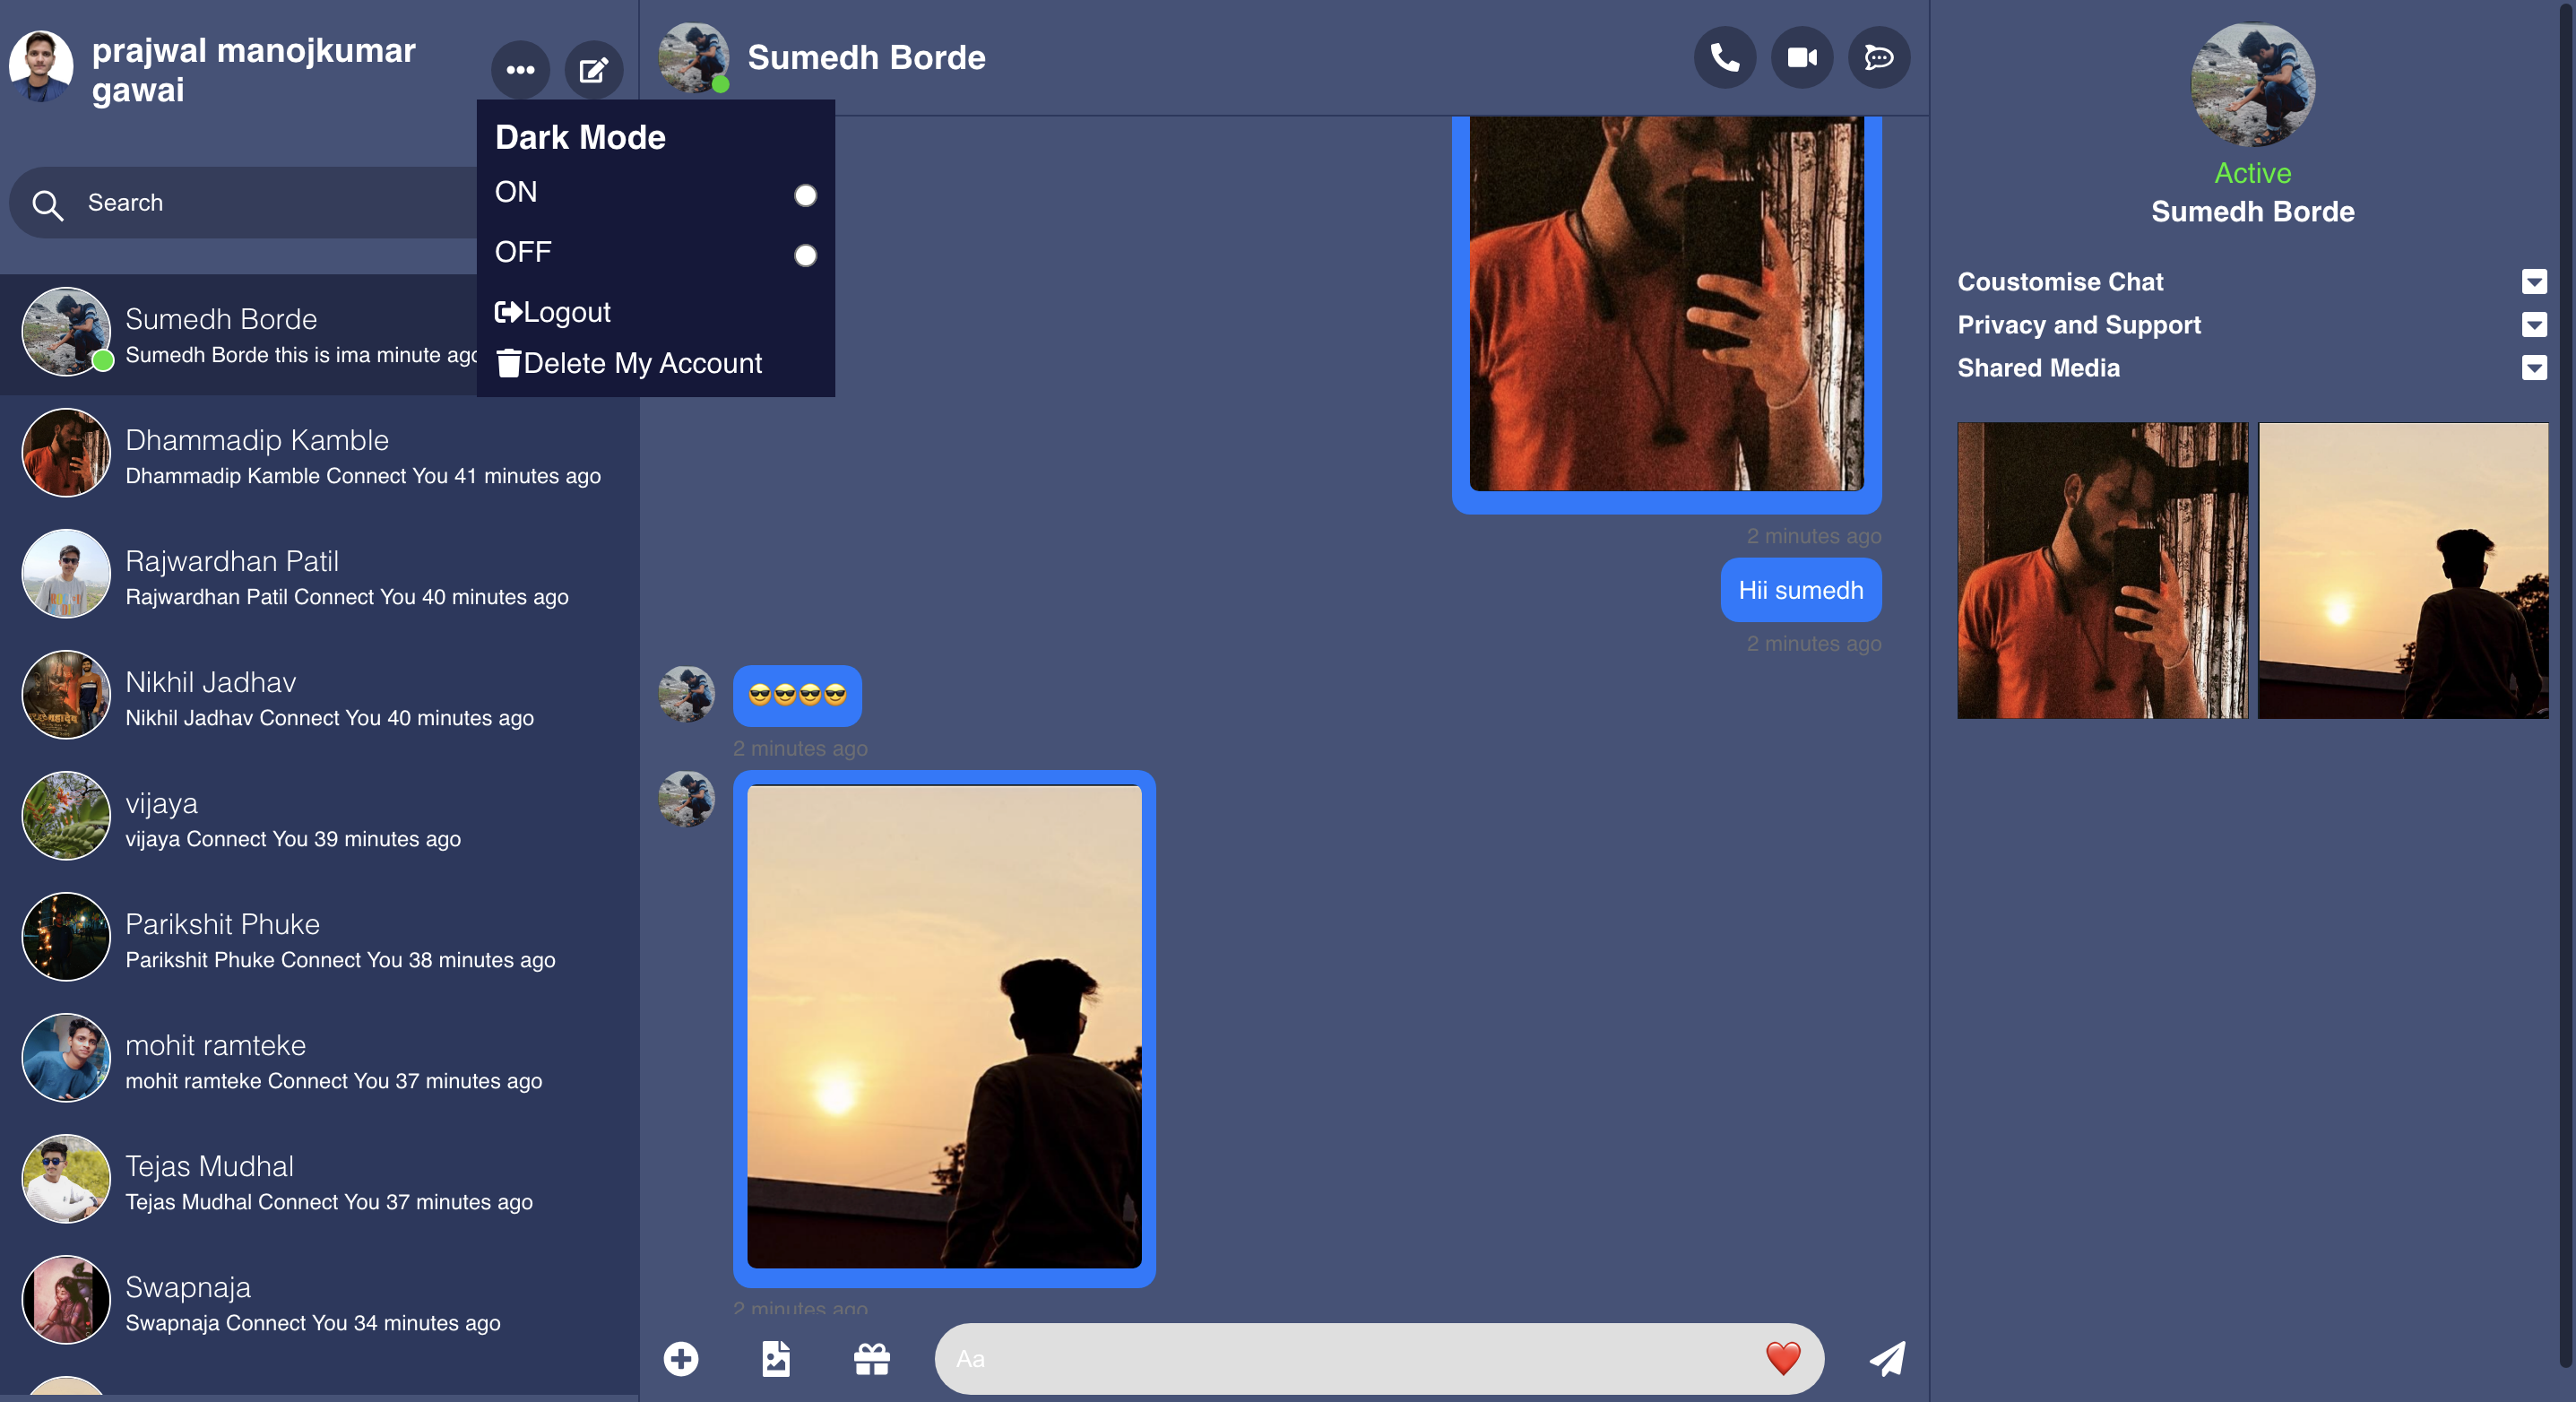 prajwal manojkumar
gawai
Search
Dark Mode
ON
OFF
Logout
Delete My Account
Sumedh Borde
Sumedh Borde this is ima minute ago
Dhammadip Kamble
Dhammadip Kamble Connect You 41 minutes ago
Rajwardhan Patil
Rajwardhan Patil Connect You 40 minutes ago
Nikhil Jadhav
Nikhil Jadhav Connect You 40 minutes ago
vijaya
vijaya Connect You 39 minutes ago
Parikshit Phuke
Parikshit Phuke Connect You 38 minutes ago
mohit ramteke
mohit ramteke Connect You 37 minutes ago
Tejas Mudhal
Tejas Mudhal Connect You 37 minutes ago
Swapnaja
Swapnaja Connect You 34 minutes ago
Sumedh Borde
2 minutes ago
Hii sumedh
2 minutes ago
😎😎😎😎
2 minutes ago
2 minutes ago
Aa
Active
Sumedh Borde
Coustomise Chat
Privacy and Support
Shared Media